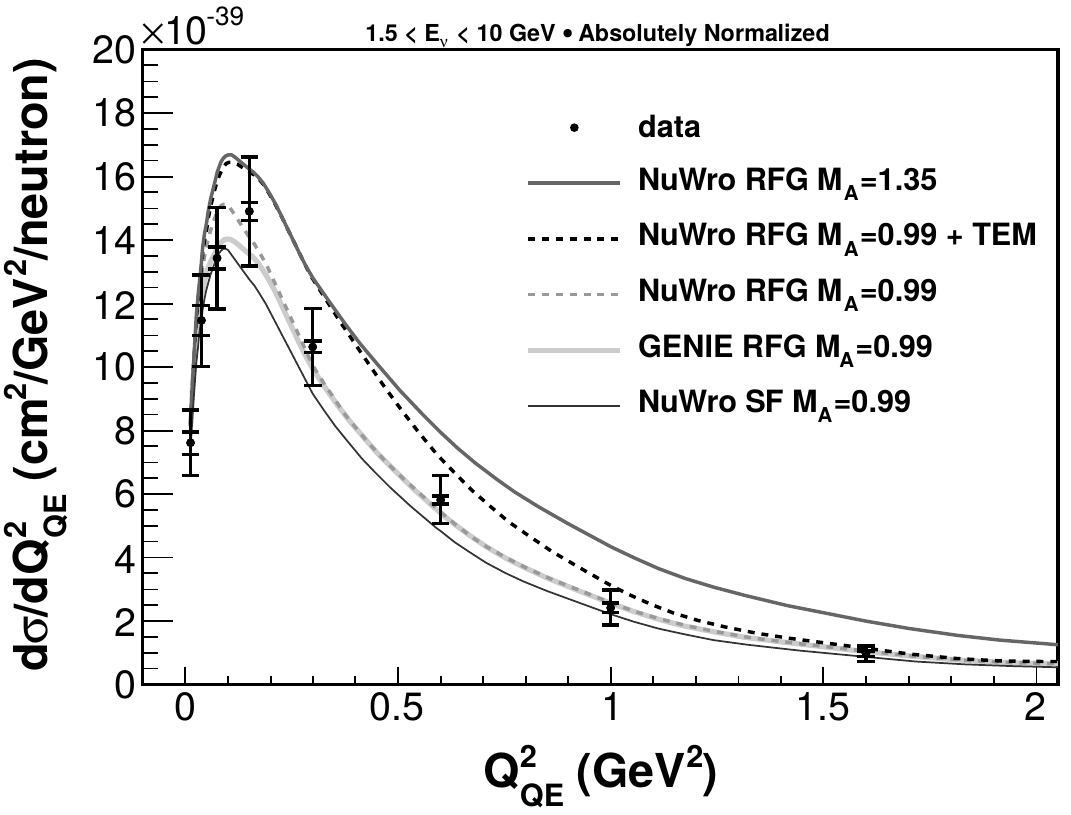 ×10⁻³⁹
1.5 < Eᵥ < 10 GeV • Absolutely Normalized
dσ/dQ²_QE (cm²/GeV²/neutron)
20
18
16
14
12
10
8
6
4
2
0
data
NuWro RFG M_A=1.35
NuWro RFG M_A=0.99 + TEM
NuWro RFG M_A=0.99
GENIE RFG M_A=0.99
NuWro SF M_A=0.99
0 0.5 1 1.5 2
Q²_QE (GeV²)